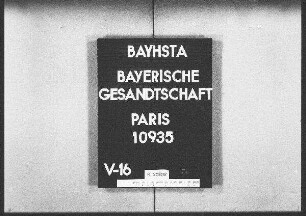 BAYHSTA
BAYERISCHE
GESANDTSCHAFT
PARIS
10935
V-16